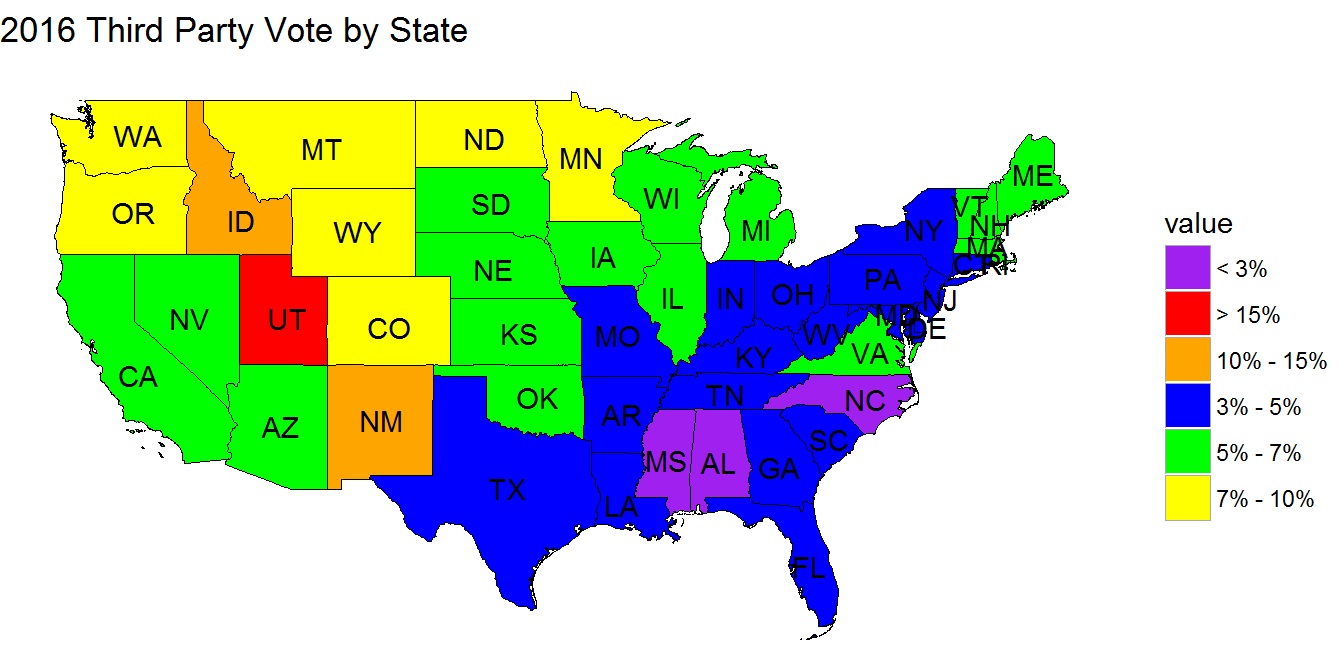 2016 Third Party Vote by State
WA
MT
ND
MN
OR
ID
WY
SD
WI
MI
ME
VT
NH
MA
NY
CT
RI
NV
UT
CO
NE
IA
IL
IN
OH
PA
NJ
MD
DE
CA
KS
MO
KY
WV
VA
AZ
NM
OK
AR
TN
NC
TX
LA
MS
AL
GA
SC
FL
value
< 3%
> 15%
10% - 15%
3% - 5%
5% - 7%
7% - 10%